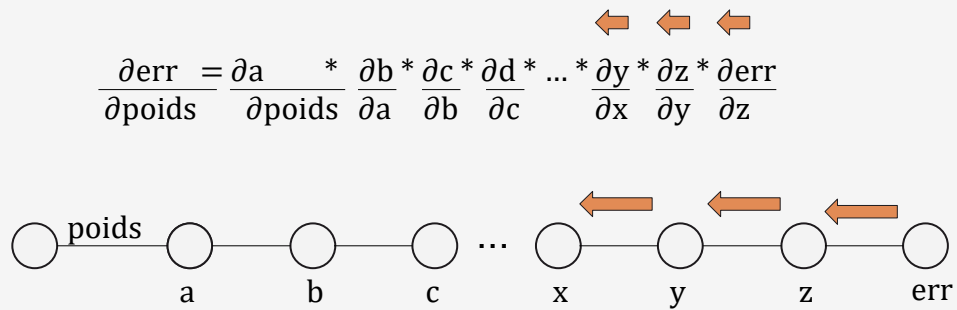 ∂err = ∂a * ∂b * ∂c * ∂d * ... * ∂y * ∂z * ∂err
∂poids ∂poids ∂a ∂b ∂c ∂x ∂y ∂z
poids ...
a b c x y z err